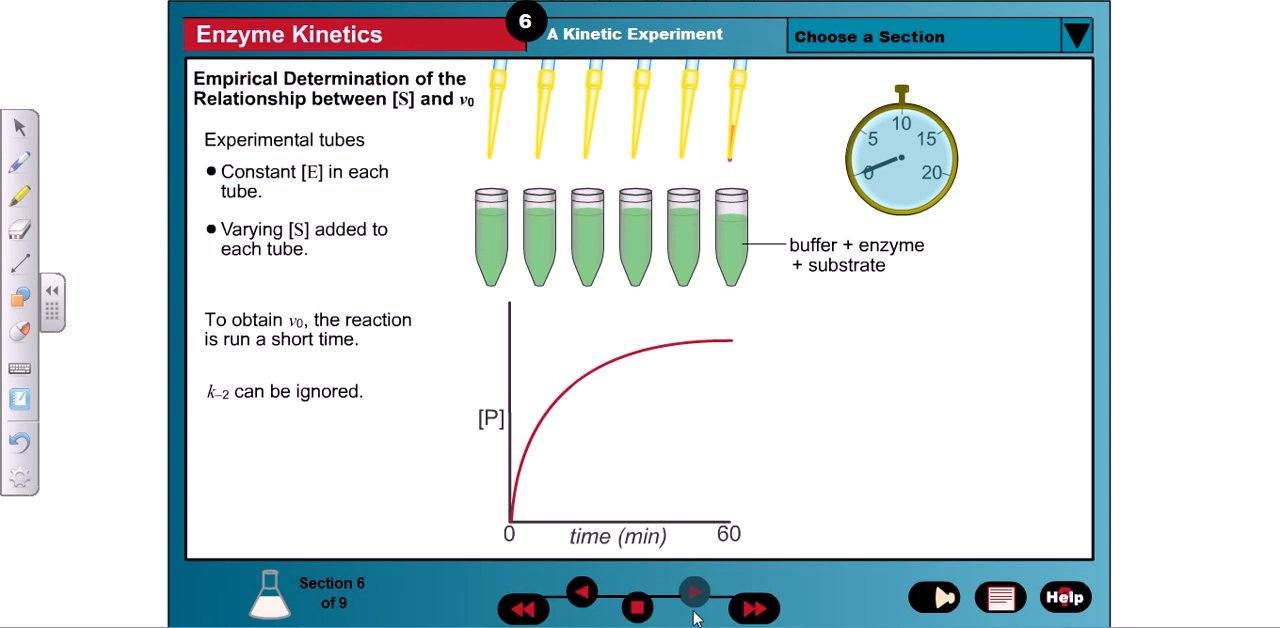 Enzyme Kinetics
6
A Kinetic Experiment
Choose a Section
Empirical Determination of the
Relationship between [S] and v₀
Experimental tubes
● Constant [E] in each
tube.
● Varying [S] added to
each tube.
To obtain v₀, the reaction
is run a short time.
k₋₂ can be ignored.
0
5
10
15
20
buffer + enzyme
+ substrate
[P]
0
time (min)
60
Section 6
of 9
Help